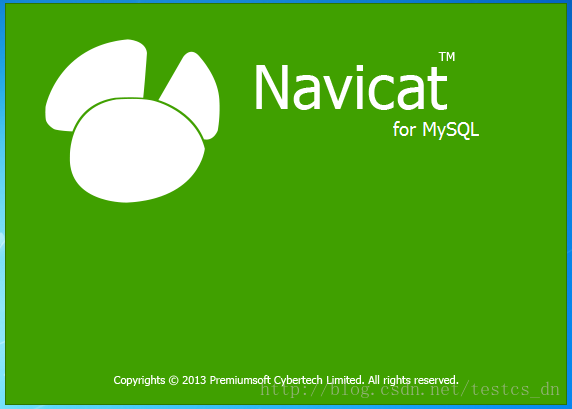 Navicat™
for MySQL
Copyrights © 2013 Premiumsoft Cybertech Limited. All rights reserved.
http://blog.csdn.net/testcs_dn